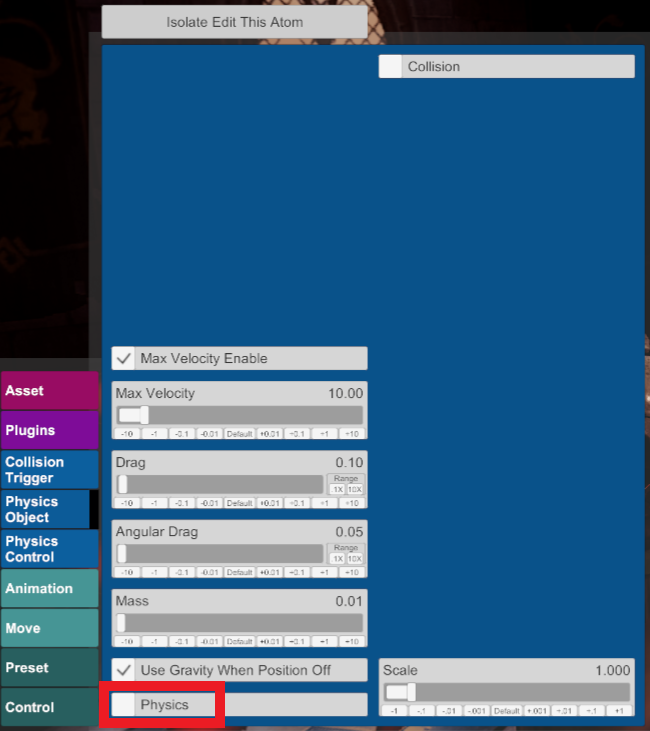 Isolate Edit This Atom
Collision
Max Velocity Enable
Max Velocity 10.00
-10 -1 -0.1 -0.01 Default +0.01 +0.1 +1 +10
Drag 0.10
Range
1X 10X
-10 -1 -0.1 -0.01 Default +0.01 +0.1 +1 +10
Angular Drag 0.05
Range
1X 10X
-10 -1 -0.1 -0.01 Default +0.01 +0.1 +1 +10
Mass 0.01
-10 -1 -0.1 -0.01 Default +0.01 +0.1 +1 +10
Use Gravity When Position Off
Physics
Scale 1.000
-1 -.1 -.01 -.001 Default +.001 +.01 +.1 +1
Asset
Plugins
Collision
Trigger
Physics
Object
Physics
Control
Animation
Move
Preset
Control